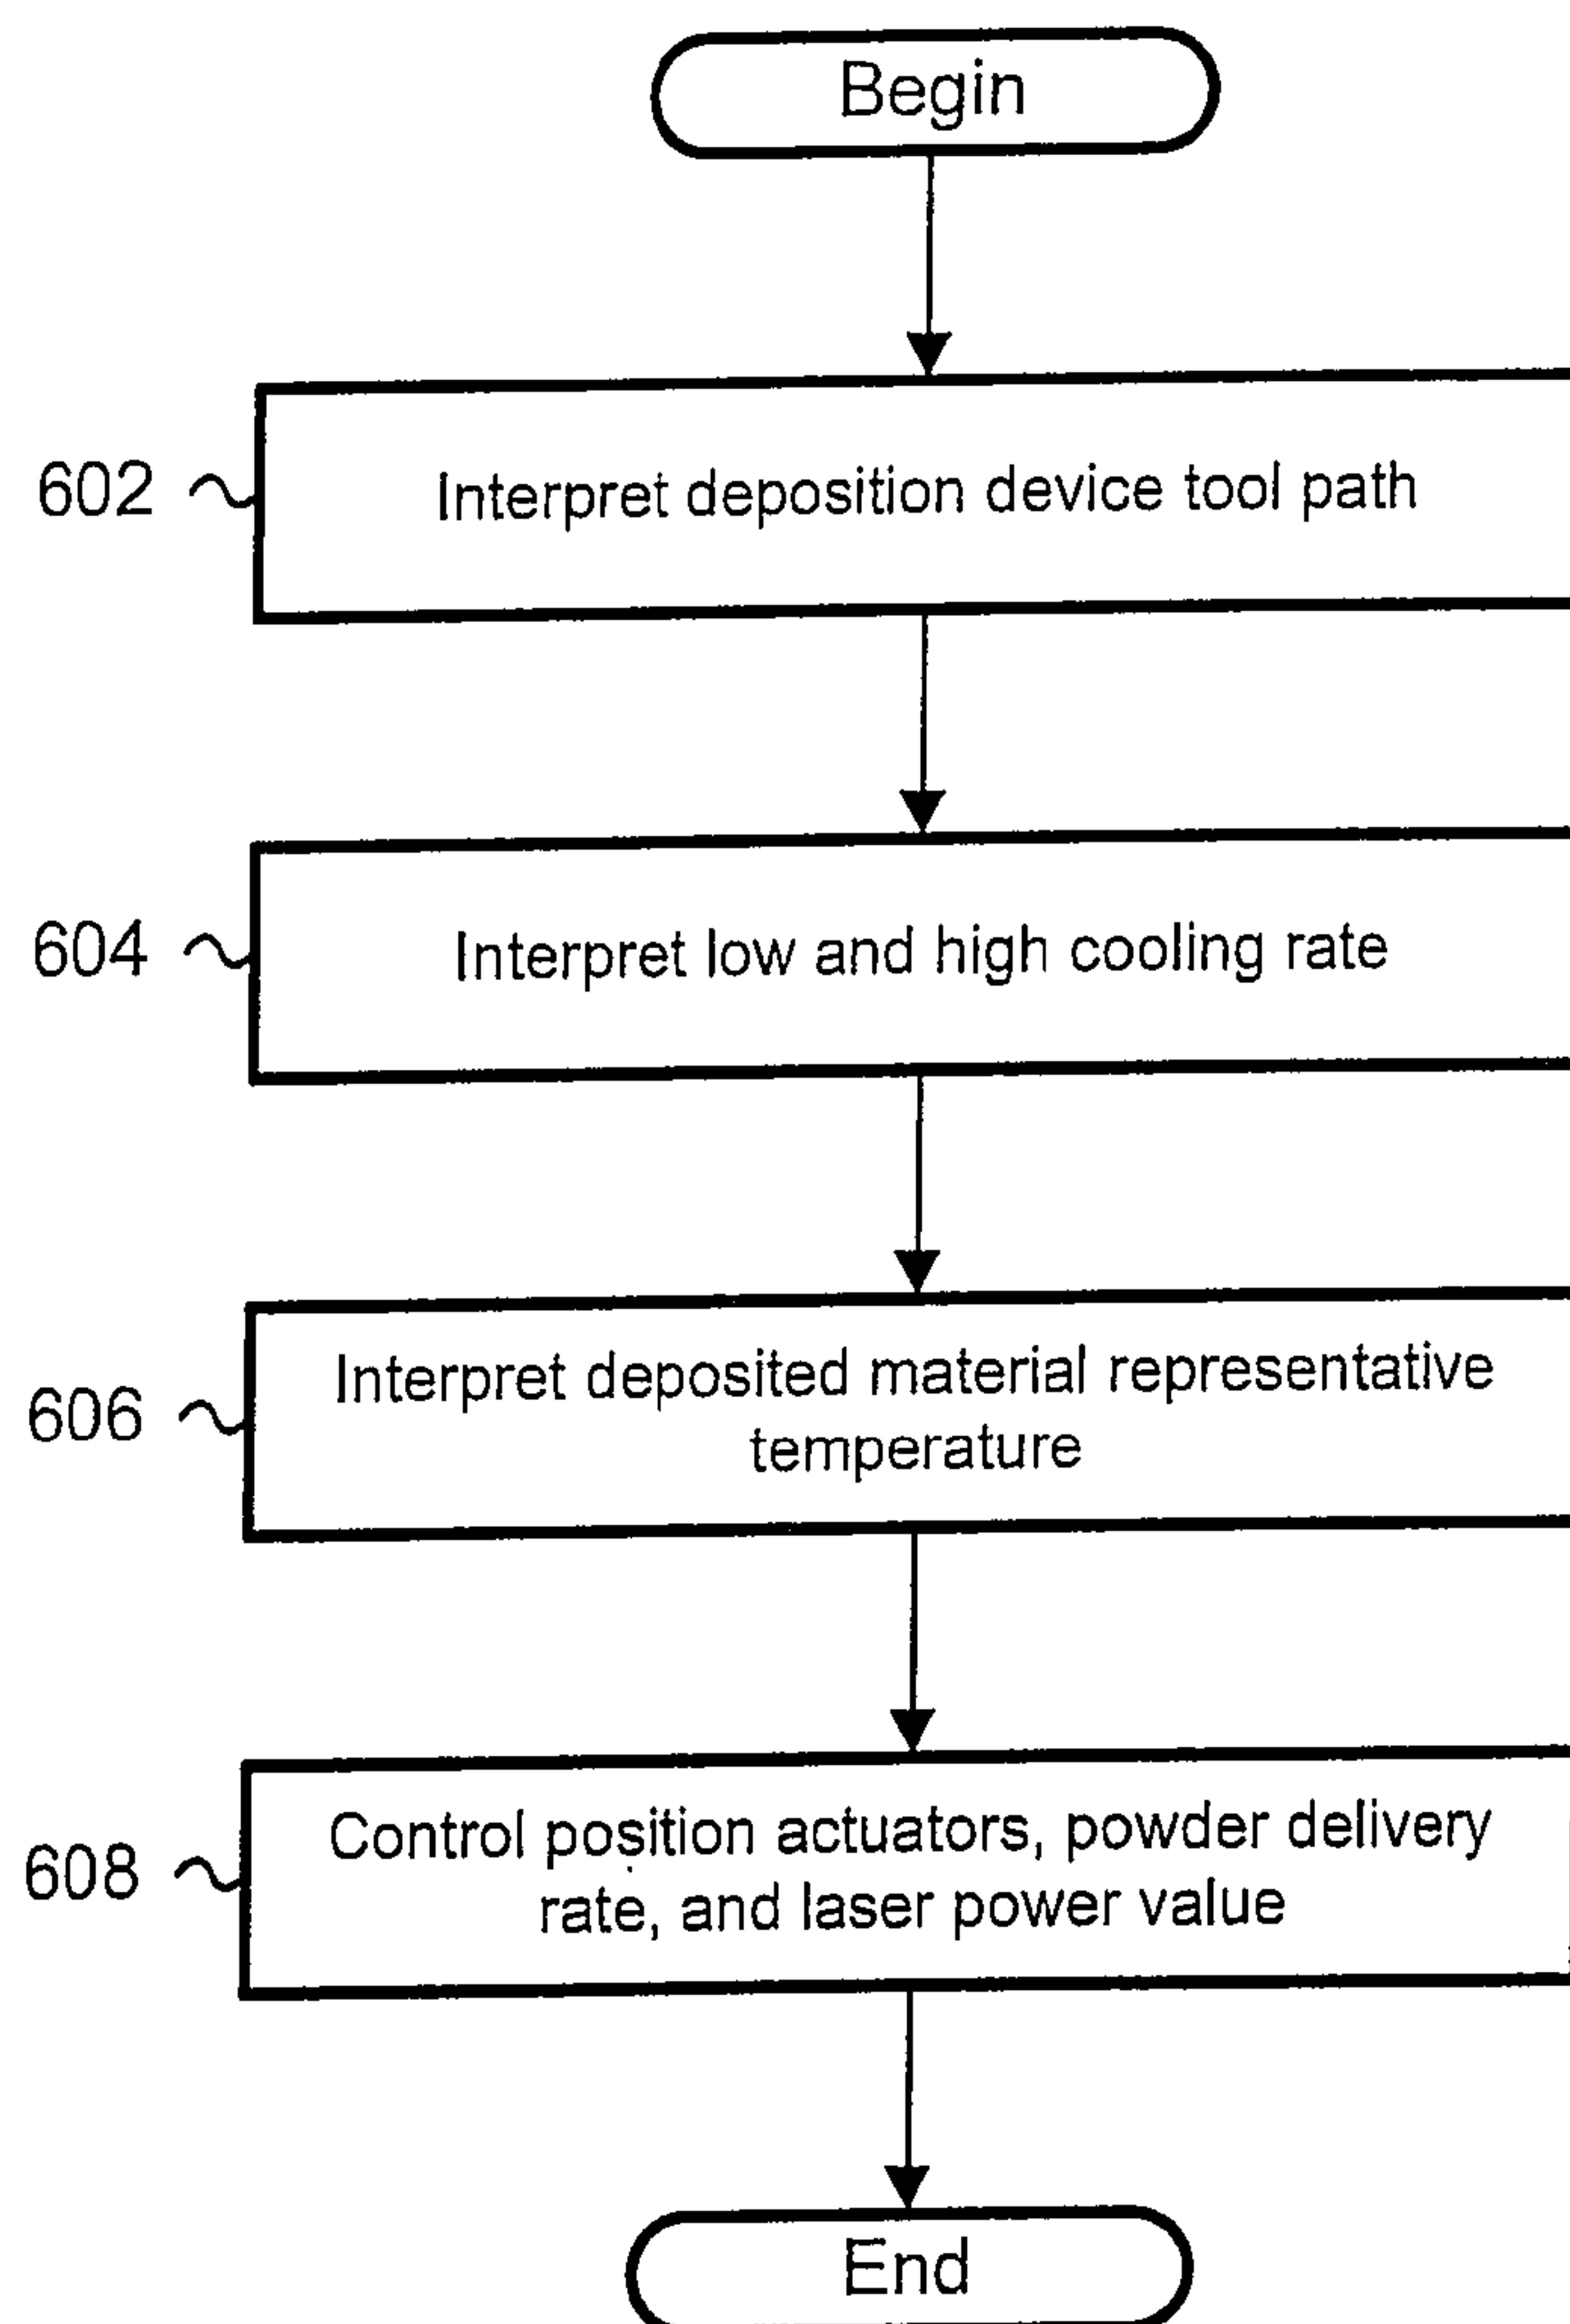 Begin
602
Interpret deposition device tool path
604
Interpret low and high cooling rate
606
Interpret deposited material representative
temperature
608
Control position actuators, powder delivery
rate, and laser power value
End